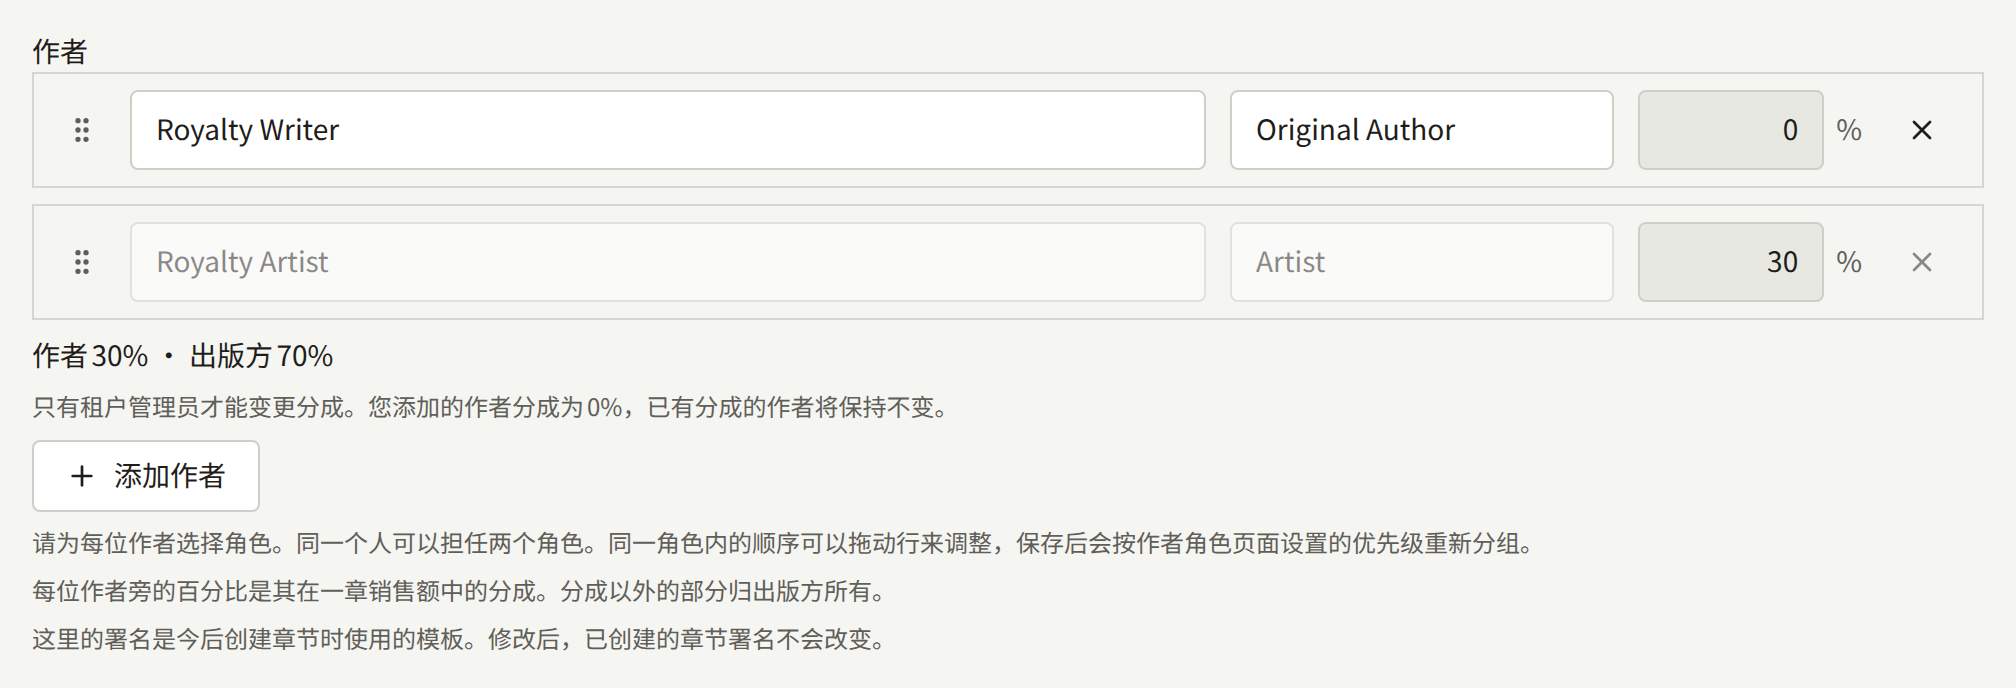 作者
Royalty Writer Original Author 0 %
Royalty Artist Artist 30 %
作者 30% · 出版方 70%
只有租户管理员才能变更分成。您添加的作者分成为 0%，已有分成的作者将保持不变。
添加作者
请为每位作者选择角色。同一个人可以担任两个角色。同一角色内的顺序可以拖动行来调整，保存后会按作者角色页面设置的优先级重新分组。
每位作者旁的百分比是其在一章销售额中的分成。分成以外的部分归出版方所有。
这里的署名是今后创建章节时使用的模板。修改后，已创建的章节署名不会改变。